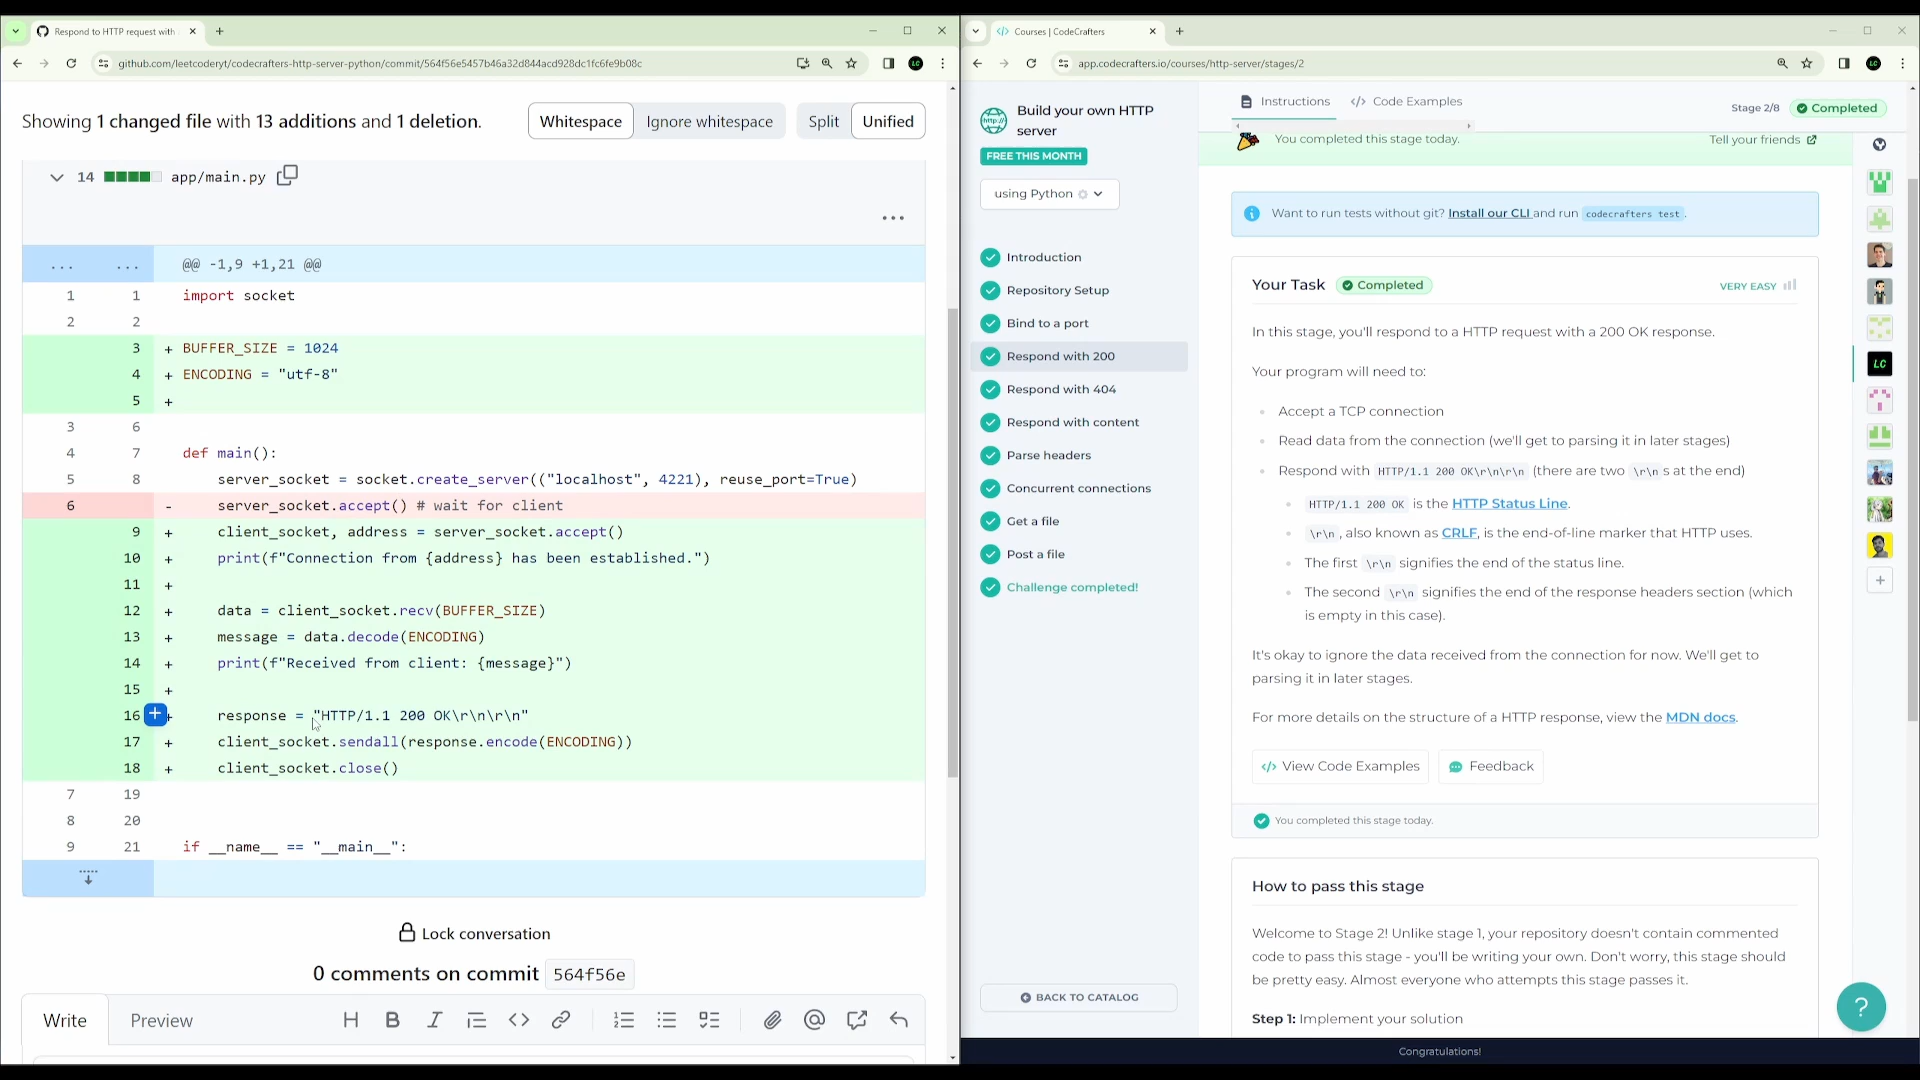 Respond to HTTP request with
github.com/leetcoderyt/codecrafters-http-server-python/commit/564f56e5457b46a32d844acd928dc1fc6fe9b08c
Showing 1 changed file with 13 additions and 1 deletion.
Whitespace
Ignore whitespace
Split
Unified
14 app/main.py
... ... @@ -1,9 +1,21 @@
1 1 import socket
2 2
3 + BUFFER_SIZE = 1024
4 + ENCODING = "utf-8"
5 +
3 6
4 7 def main():
5 8 server_socket = socket.create_server(("localhost", 4221), reuse_port=True)
6 - server_socket.accept() # wait for client
9 + client_socket, address = server_socket.accept()
10 + print(f"Connection from {address} has been established.")
11 +
12 + data = client_socket.recv(BUFFER_SIZE)
13 + message = data.decode(ENCODING)
14 + print(f"Received from client: {message}")
15 +
16 + response = "HTTP/1.1 200 OK\r\n\r\n"
17 + client_socket.sendall(response.encode(ENCODING))
18 + client_socket.close()
7 19
8 20
9 21 if __name__ == "__main__":
Lock conversation
0 comments on commit 564f56e
Write
Preview
Courses | CodeCrafters
app.codecrafters.io/courses/http-server/stages/2
http://
Build your own HTTP
server
FREE THIS MONTH
using Python
Introduction
Repository Setup
Bind to a port
Respond with 200
Respond with 404
Respond with content
Parse headers
Concurrent connections
Get a file
Post a file
Challenge completed!
BACK TO CATALOG
Instructions
Code Examples
Stage 2/8
Completed
You completed this stage today.
Tell your friends
Want to run tests without git? Install our CLI and run codecrafters test.
Your Task
Completed
VERY EASY
In this stage, you'll respond to a HTTP request with a 200 OK response.
Your program will need to:
Accept a TCP connection
Read data from the connection (we'll get to parsing it in later stages)
Respond with HTTP/1.1 200 OK\r\n\r\n (there are two \r\n s at the end)
HTTP/1.1 200 OK is the HTTP Status Line.
\r\n, also known as CRLF, is the end-of-line marker that HTTP uses.
The first \r\n signifies the end of the status line.
The second \r\n signifies the end of the response headers section (which
is empty in this case).
It's okay to ignore the data received from the connection for now. We'll get to
parsing it in later stages.
For more details on the structure of a HTTP response, view the MDN docs.
View Code Examples
Feedback
You completed this stage today.
How to pass this stage
Welcome to Stage 2! Unlike stage 1, your repository doesn't contain commented
code to pass this stage - you'll be writing your own. Don't worry, this stage should
be pretty easy. Almost everyone who attempts this stage passes it.
Step 1: Implement your solution
LC
?
Congratulations!